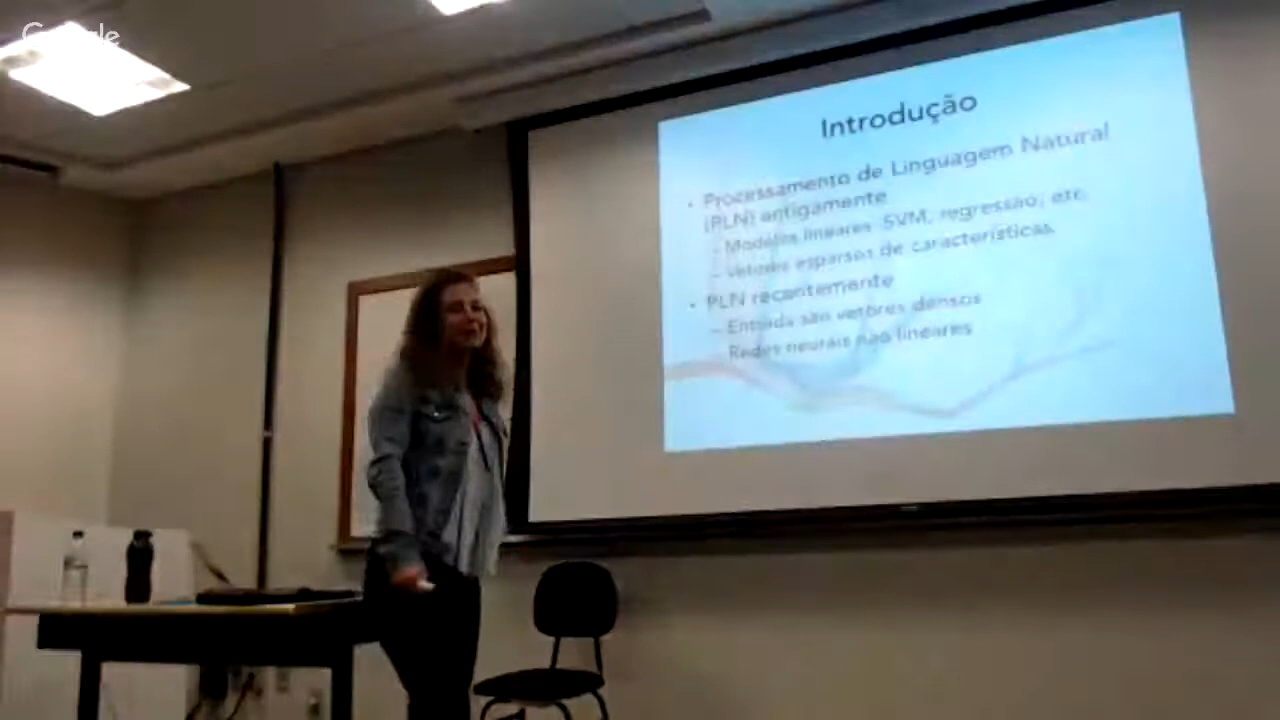 Google
Introdução
• Processamento de Linguagem Natural
(PLN) antigamente
– Modelos lineares: SVM, regressão, etc.
– vetores esparsos de características
• PLN recentemente
– Entrada são vetores densos
– Redes neurais não lineares